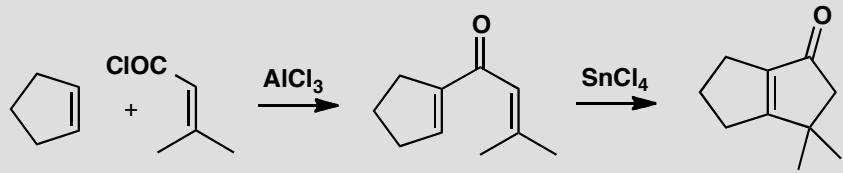 ClOC
+
AlCl3
O
SnCl4
O